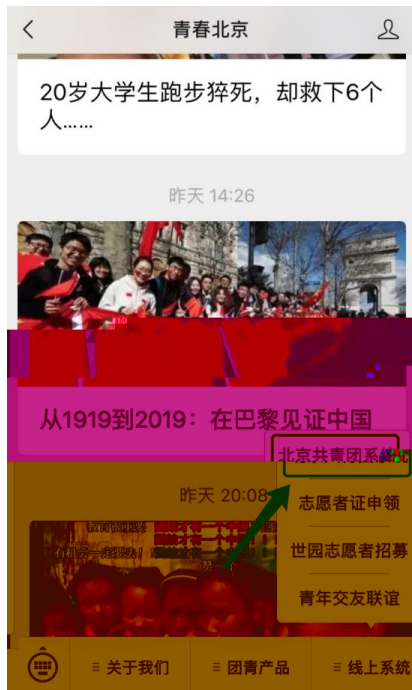 青春北京
20岁大学生跑步猝死，却救下6个
人……
昨天 14:26
从1919到2019：在巴黎见证中国
北京共青团系统
昨天 20:08
志愿者证申领
世园志愿者招募
青年交友联谊
关于我们
团青产品
线上系统